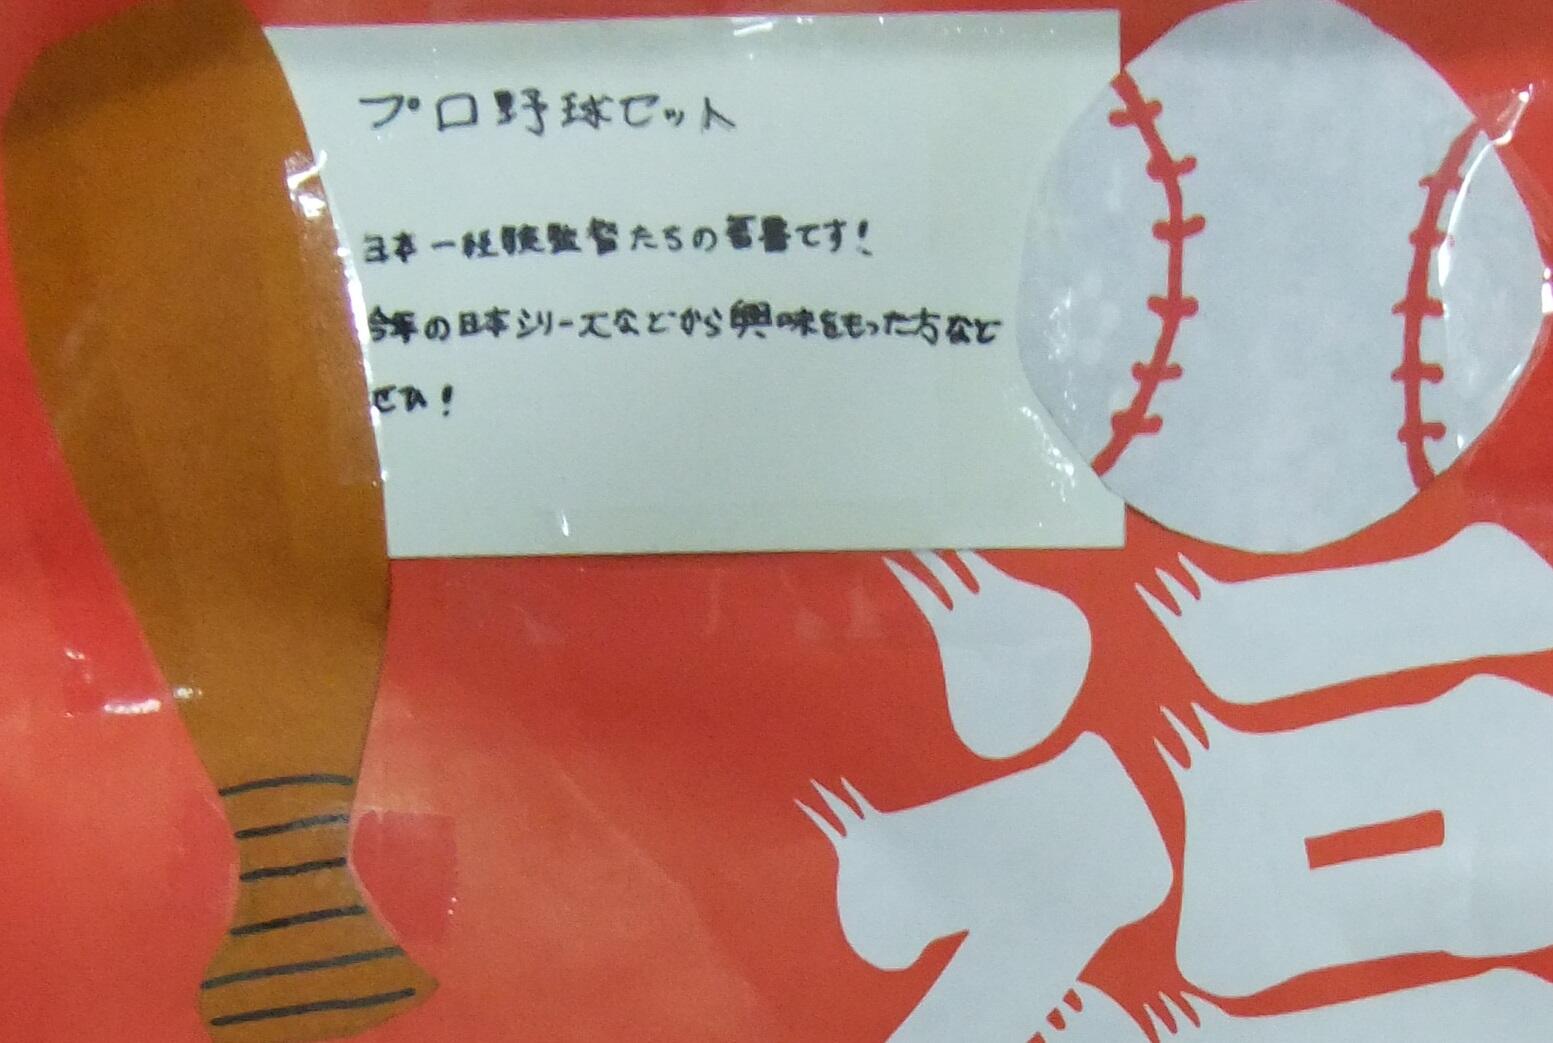 プロ野球セット
日本一経験監督たちの著書です!
今年の日本シリーズなどから興味をもった方など
ぜひ!
福